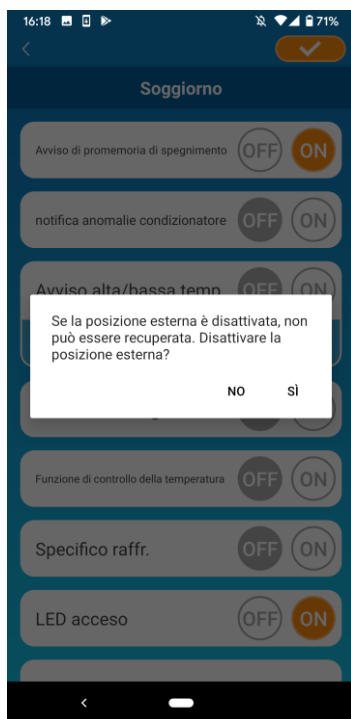 16:18 71%
Soggiorno
Avviso di promemoria di spegnimento OFF ON
notifica anomalie condizionatore OFF ON
Avviso alta/bassa temp OFF ON
Se la posizione esterna è disattivata, non
può essere recuperata. Disattivare la
posizione esterna?
NO SÌ
Funzione di controllo della temperatura OFF ON
Specifico raffr. OFF ON
LED acceso OFF ON